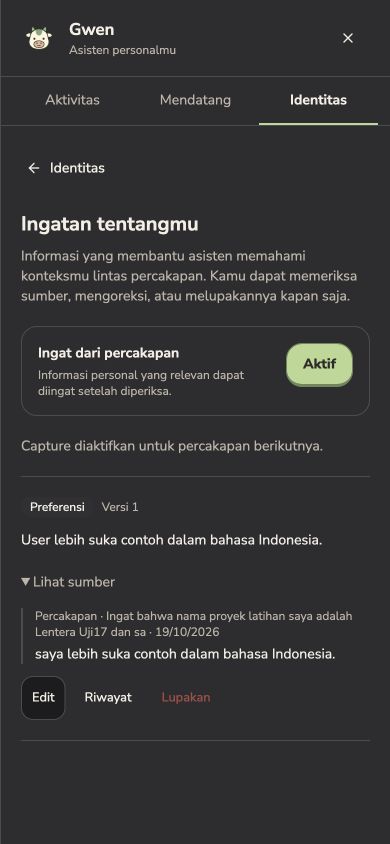 Gwen
Asisten personalmu
Aktivitas
Mendatang
Identitas
Identitas
Ingatan tentangmu
Informasi yang membantu asisten memahami
konteksmu lintas percakapan. Kamu dapat memeriksa
sumber, mengoreksi, atau melupakannya kapan saja.
Ingat dari percakapan
Informasi personal yang relevan dapat
diingat setelah diperiksa.
Aktif
Capture diaktifkan untuk percakapan berikutnya.
Preferensi Versi 1
User lebih suka contoh dalam bahasa Indonesia.
Lihat sumber
Percakapan · Ingat bahwa nama proyek latihan saya adalah
Lentera Uji17 dan sa · 19/10/2026
saya lebih suka contoh dalam bahasa Indonesia.
Edit Riwayat Lupakan